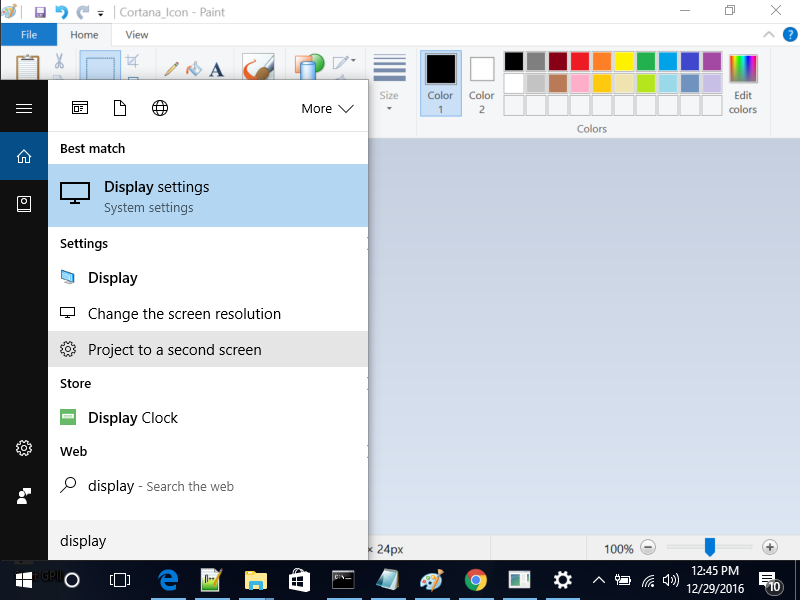 Cortana_Icon - Paint
File
Home
View
More
Best match
Display settings
System settings
Settings
Display
Change the screen resolution
Project to a second screen
Store
Display Clock
Web
display - Search the web
display
Size
Color
1
Color
2
Edit
colors
Colors
× 24px
100%
12:45 PM
12/29/2016
10